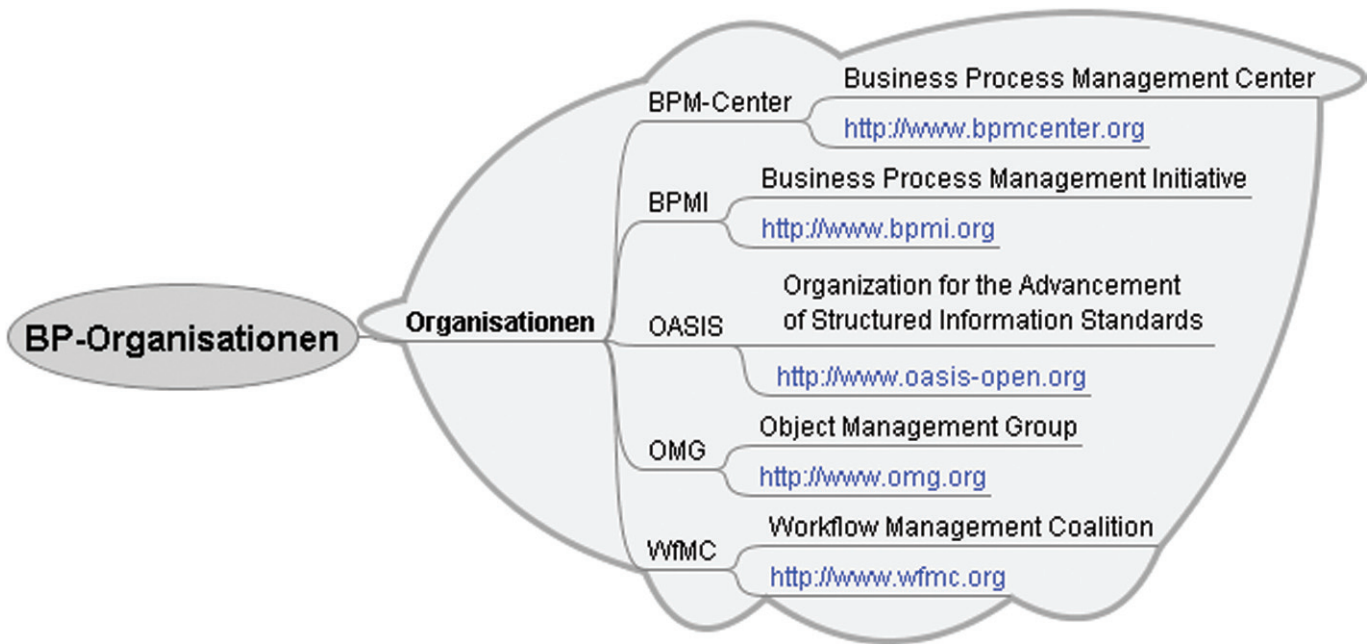 BP-Organisationen
Organisationen
BPM-Center
Business Process Management Center
http://www.bpmcenter.org
BPMI
Business Process Management Initiative
http://www.bpmi.org
OASIS
Organization for the Advancement
of Structured Information Standards
http://www.oasis-open.org
OMG
Object Management Group
http://www.omg.org
WfMC
Workflow Management Coalition
http://www.wfmc.org